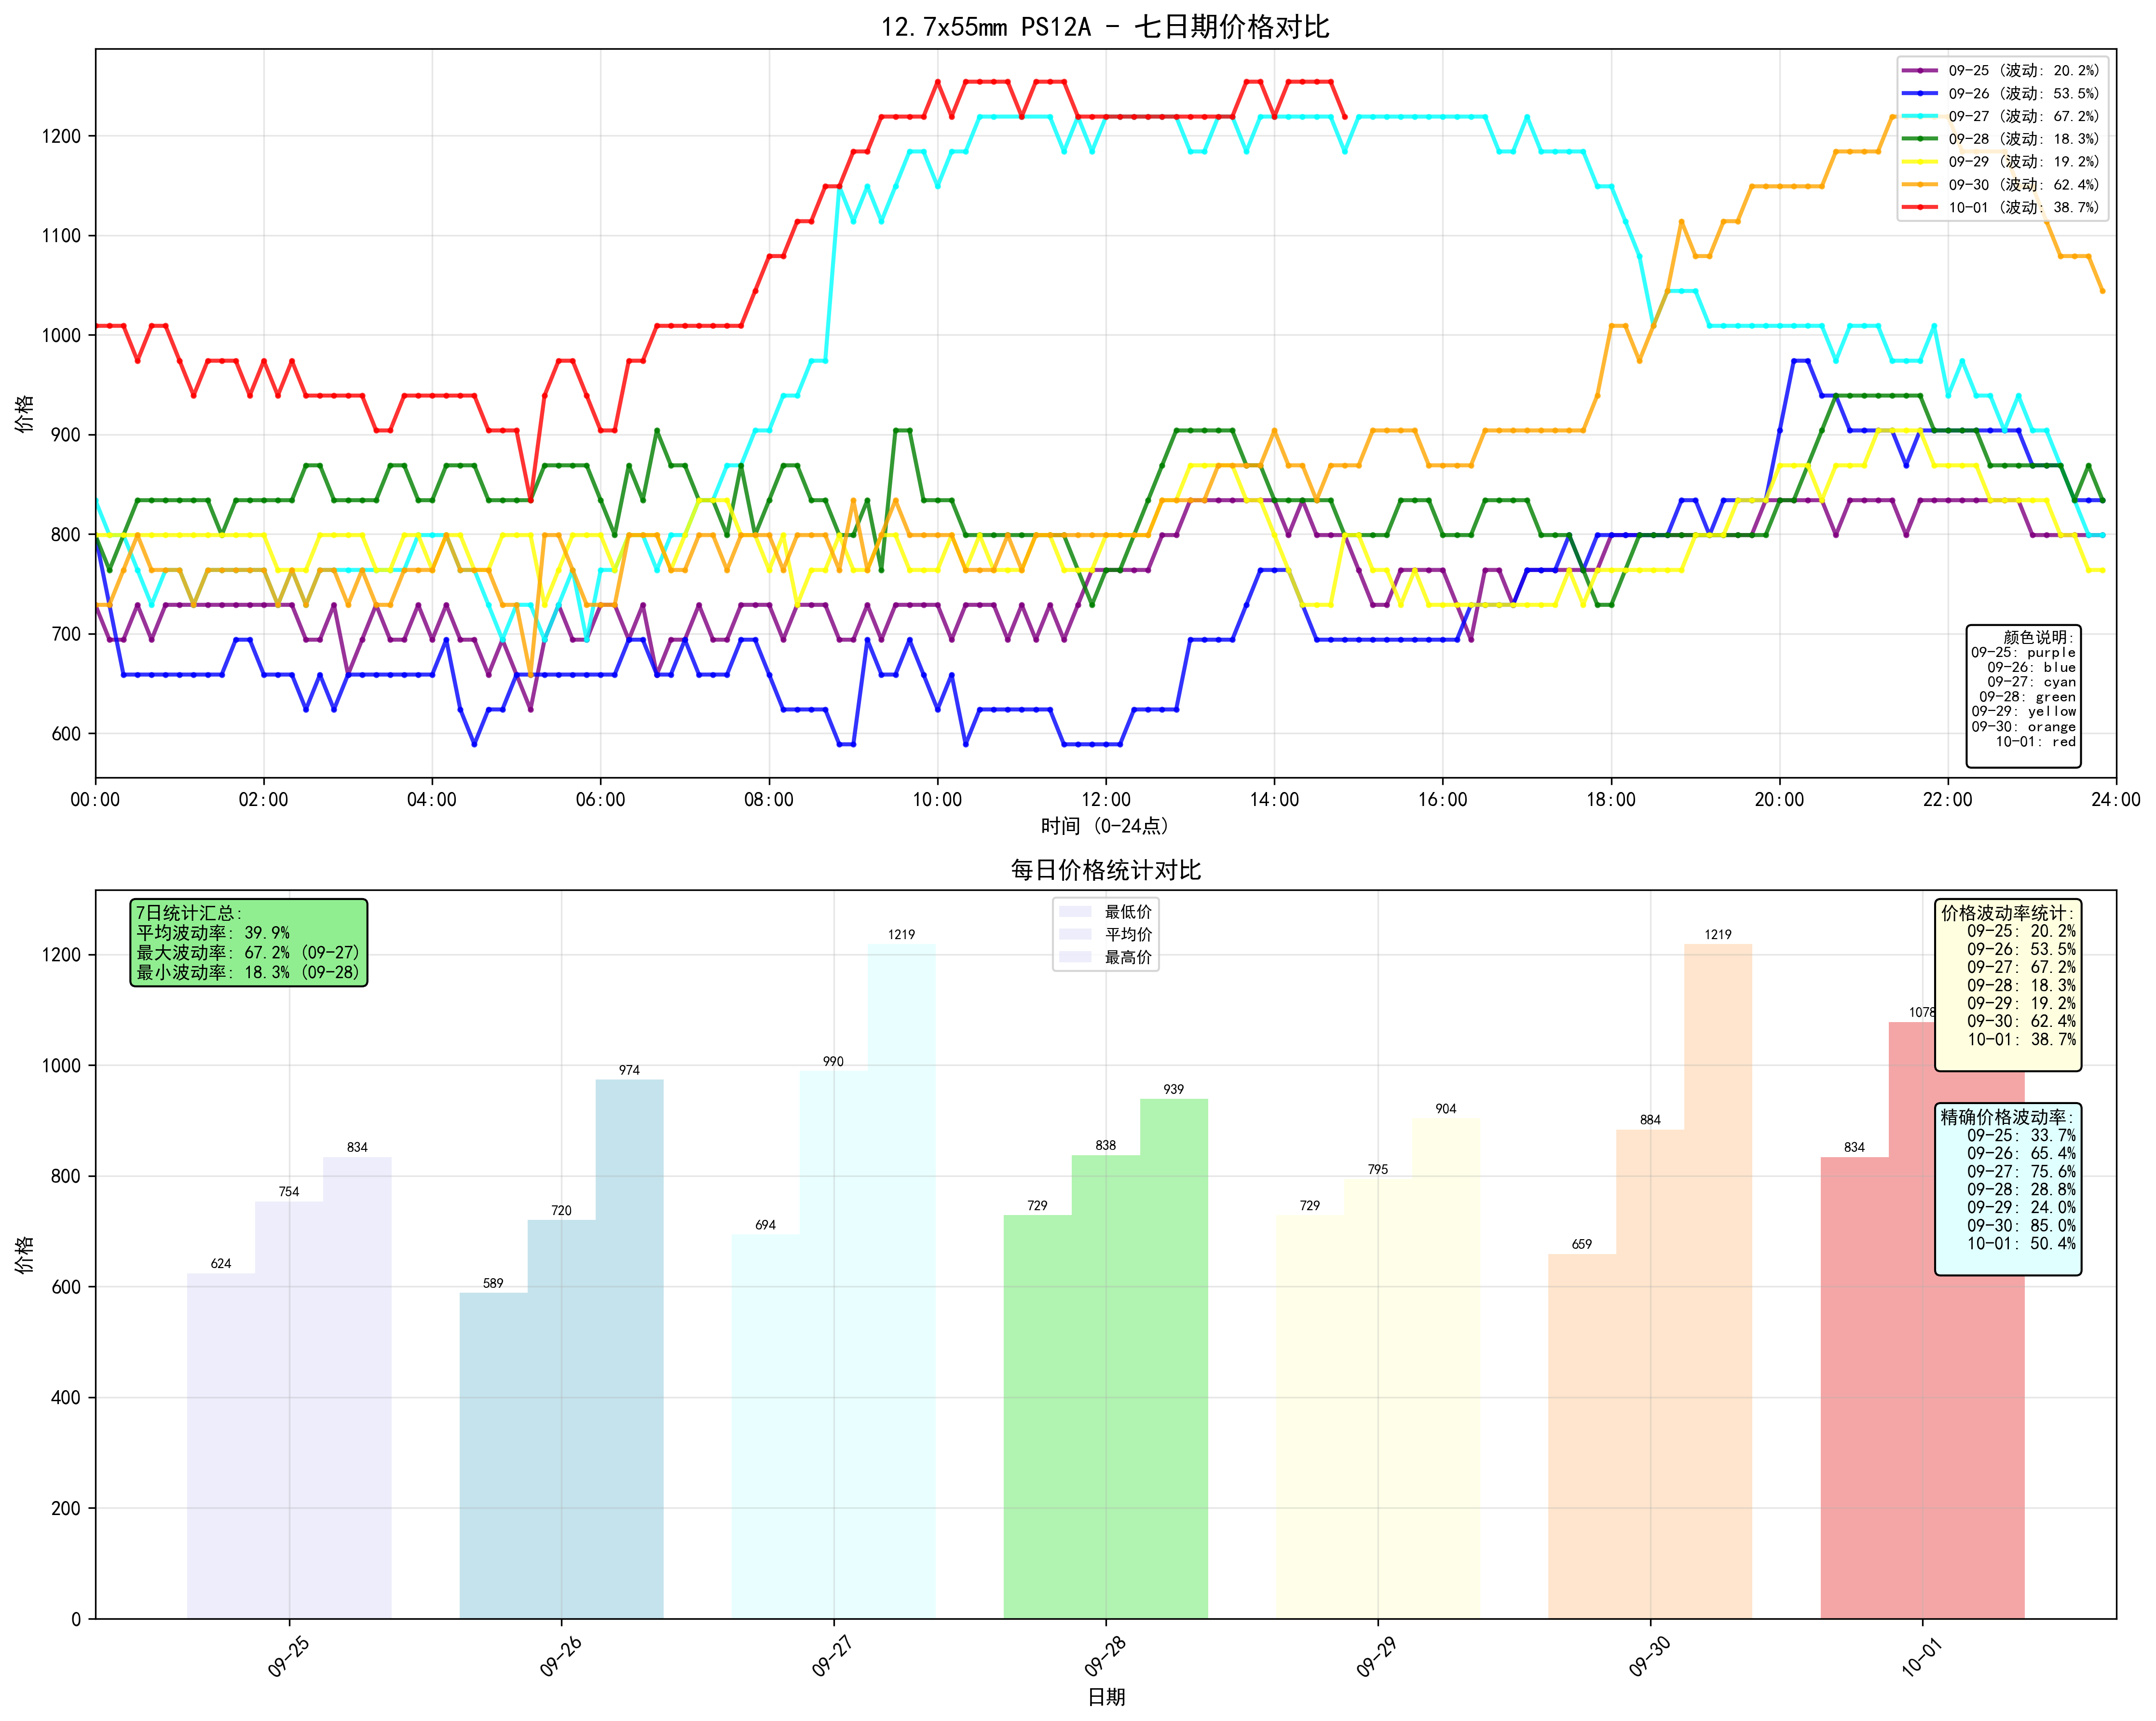 12.7x55mm PS12A - 七日期价格对比
价格
1200
1100
1000
900
800
700
600
09-25 (波动: 20.2%)
09-26 (波动: 53.5%)
09-27 (波动: 67.2%)
09-28 (波动: 18.3%)
09-29 (波动: 19.2%)
09-30 (波动: 62.4%)
10-01 (波动: 38.7%)
颜色说明:
09-25: purple
09-26: blue
09-27: cyan
09-28: green
09-29: yellow
09-30: orange
10-01: red
00:00 02:00 04:00 06:00 08:00 10:00 12:00 14:00 16:00 18:00 20:00 22:00 24:00
时间 (0-24点)
每日价格统计对比
价格
1200
1000
800
600
400
200
0
7日统计汇总:
平均波动率: 39.9%
最大波动率: 67.2% (09-27)
最小波动率: 18.3% (09-28)
最低价
平均价
最高价
价格波动率统计:
09-25: 20.2%
09-26: 53.5%
09-27: 67.2%
09-28: 18.3%
09-29: 19.2%
09-30: 62.4%
10-01: 38.7%
精确价格波动率:
09-25: 33.7%
09-26: 65.4%
09-27: 75.6%
09-28: 28.8%
09-29: 24.0%
09-30: 85.0%
10-01: 50.4%
624 754 834
589 720 974
694 990 1219
729 838 939
729 795 904
659 884 1219
834 1078
09-25 09-26 09-27 09-28 09-29 09-30 10-01
日期